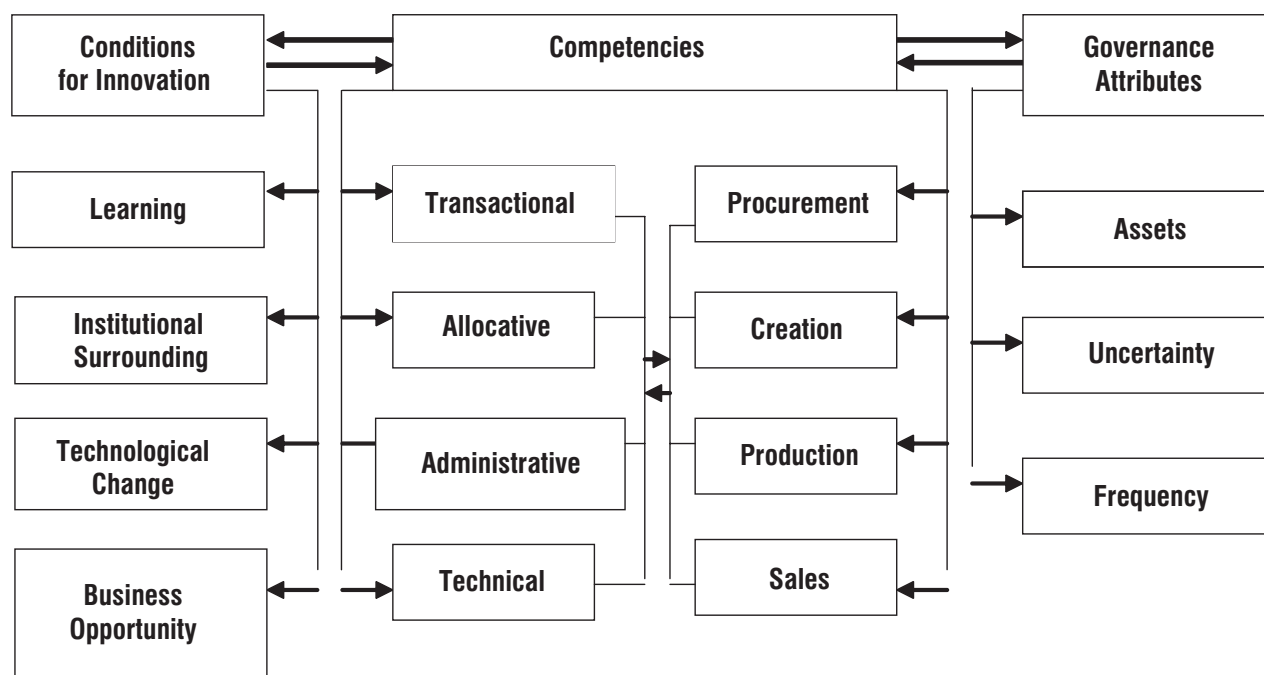 Conditions
for Innovation
Competencies
Governance
Attributes
Learning
Transactional
Procurement
Assets
Institutional
Surrounding
Allocative
Creation
Uncertainty
Technological
Change
Administrative
Production
Frequency
Business
Opportunity
Technical
Sales